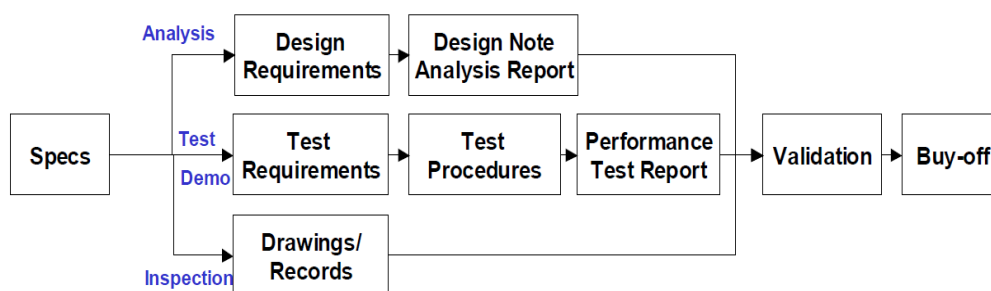 Analysis
Design
Requirements
Design Note
Analysis Report
Specs
Test
Demo
Test
Requirements
Test
Procedures
Performance
Test Report
Validation
Buy-off
Inspection
Drawings/
Records